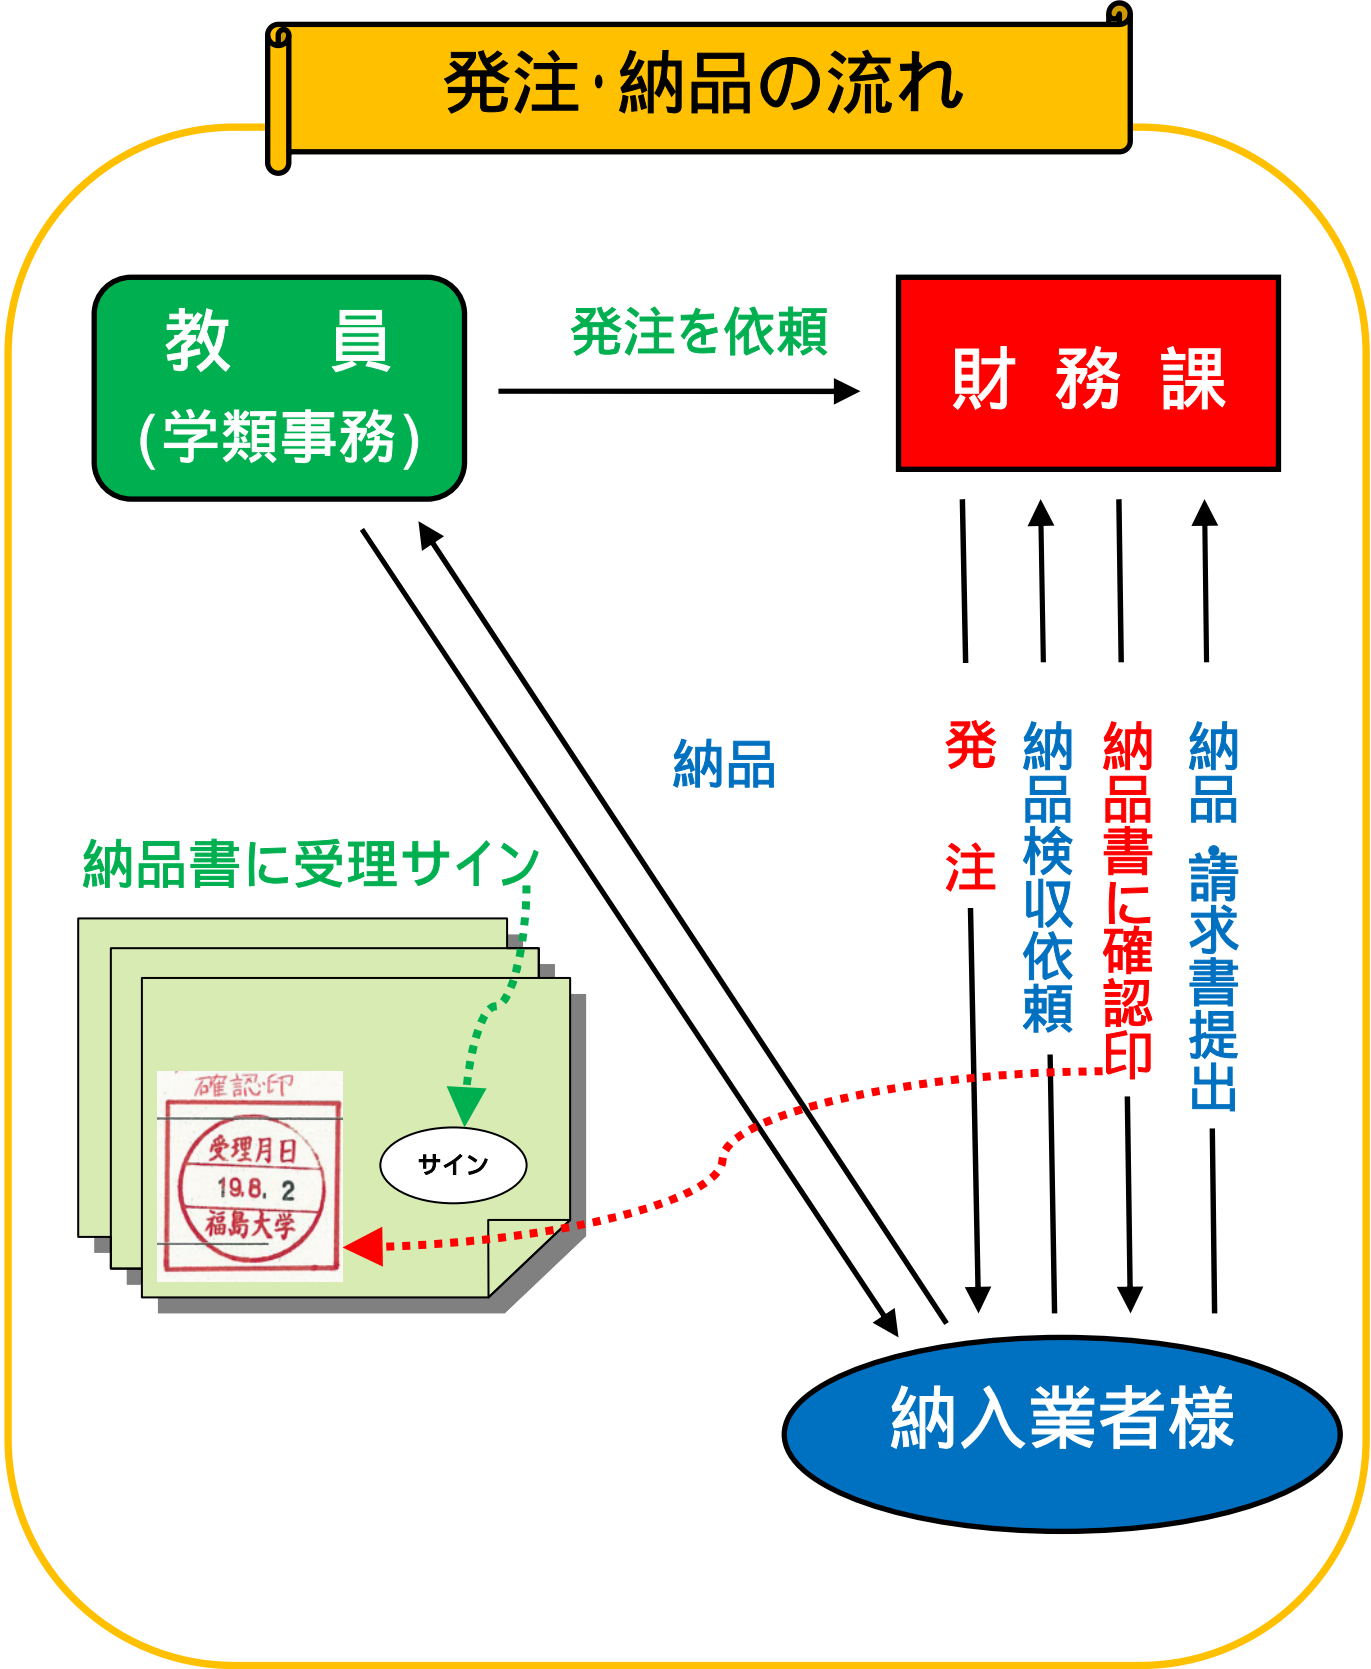 発注･納品の流れ
教　員
(学類事務)
発注を依頼
財 務 課
納品
発　注
納品検収依頼
納品書に確認印
納品・請求書提出
納品書に受理サイン
確認印
受理月日
19.8. 2
福島大学
サイン
納入業者様